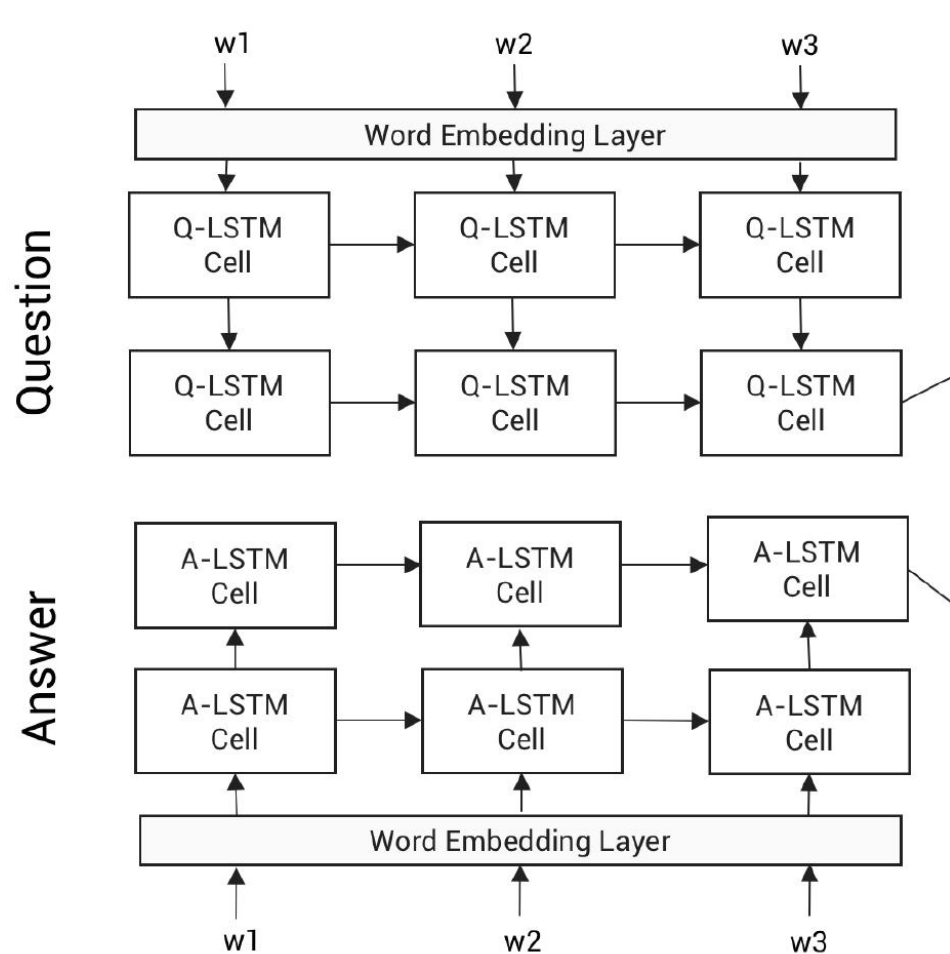 w1 w2 w3
Word Embedding Layer
Q-LSTM Q-LSTM Q-LSTM
Cell Cell Cell
Question
Q-LSTM Q-LSTM Q-LSTM
Cell Cell Cell
A-LSTM A-LSTM A-LSTM
Cell Cell Cell
Answer
A-LSTM A-LSTM A-LSTM
Cell Cell Cell
Word Embedding Layer
w1 w2 w3